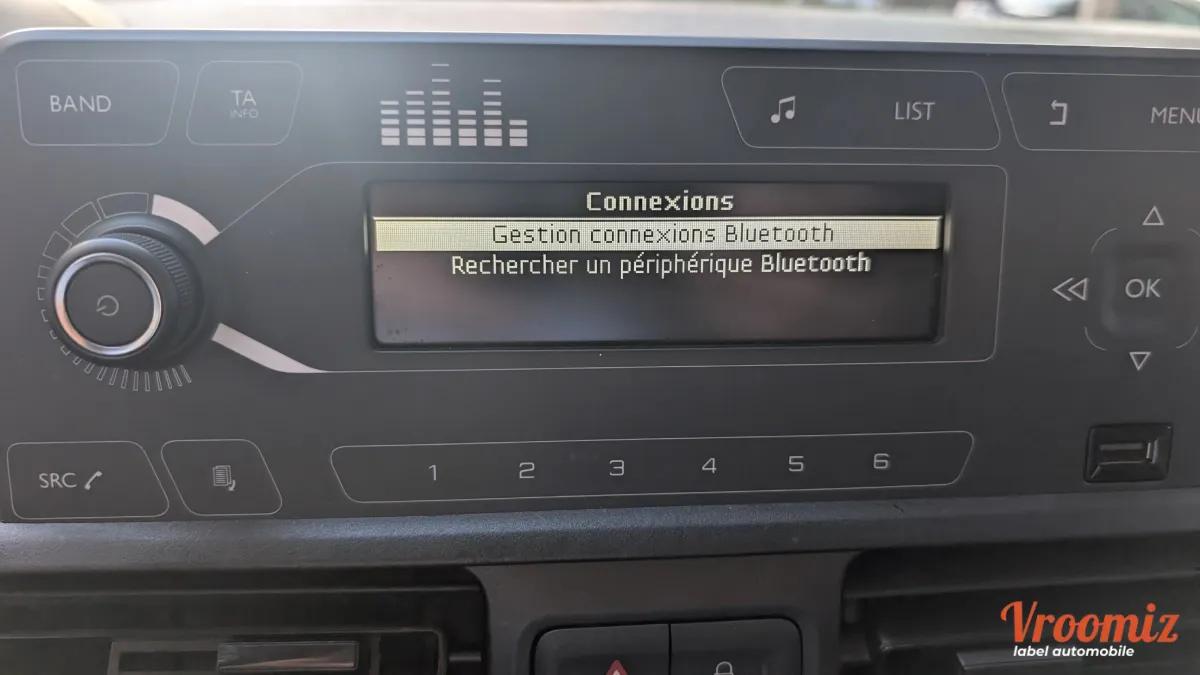 BAND
TA
INFO
LIST
MENU
Connexions
Gestion connexions Bluetooth
Rechercher un périphérique Bluetooth
OK
SRC
1 2 3 4 5 6
Vroomiz
label automobile